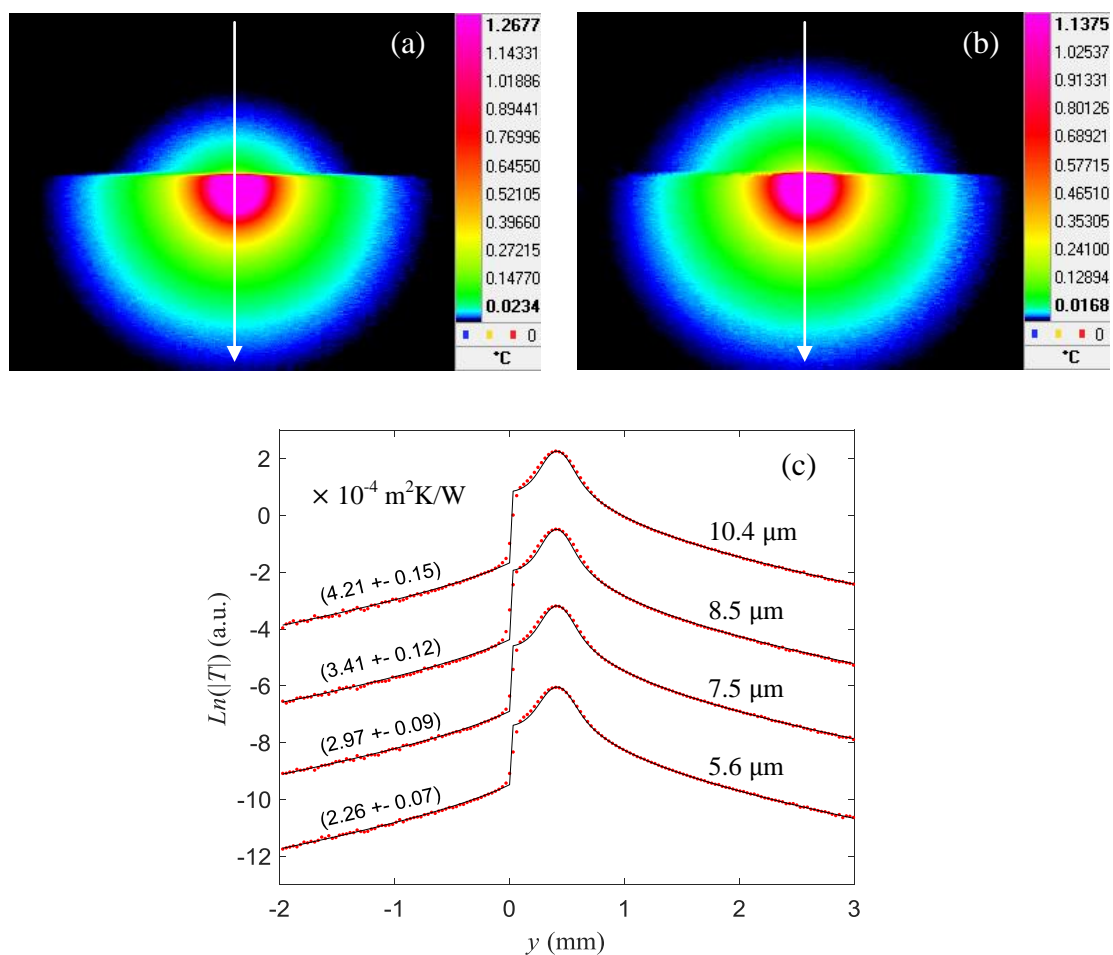 (a)
1.2677
1.14331
1.01886
0.89441
0.76996
0.64550
0.52105
0.39660
0.27215
0.14770
0.0234
0
°C
(b)
1.1375
1.02537
0.91331
0.80126
0.68921
0.57715
0.46510
0.35305
0.24100
0.12894
0.0168
0
°C
(c)
× 10⁻⁴ m²K/W
10.4 μm
(4.21 +- 0.15)
8.5 μm
(3.41 +- 0.12)
7.5 μm
(2.97 +- 0.09)
5.6 μm
(2.26 +- 0.07)
Ln(|T|) (a.u.)
2
0
-2
-4
-6
-8
-10
-12
-2 -1 0 1 2 3
y (mm)